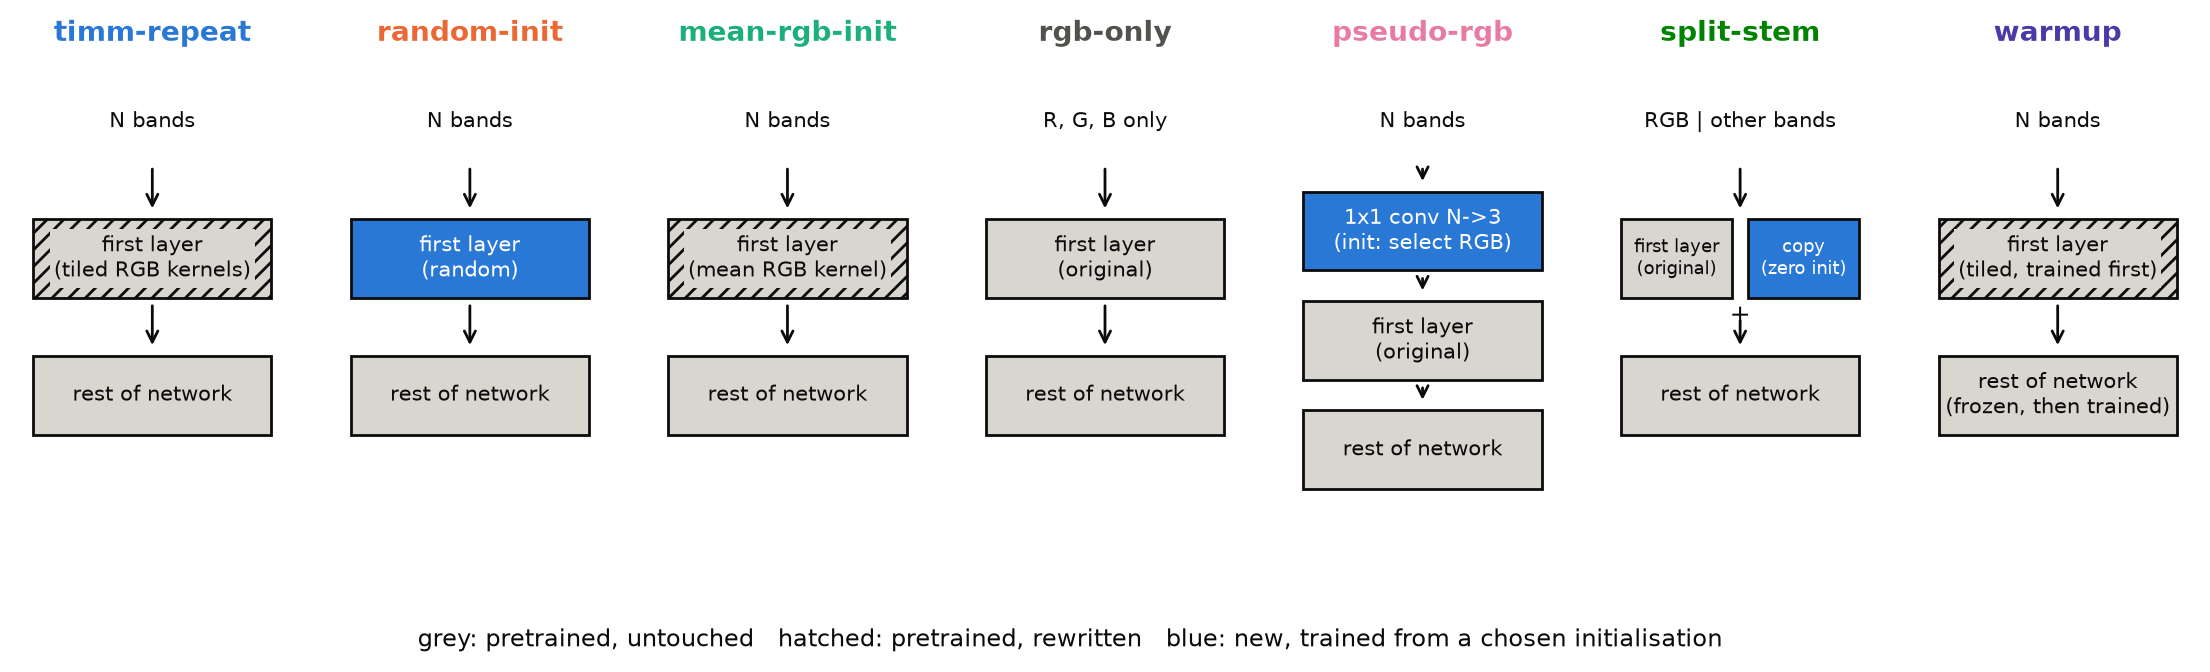 timm-repeat
N bands
first layer
(tiled RGB kernels)
rest of network
random-init
N bands
first layer
(random)
rest of network
mean-rgb-init
N bands
first layer
(mean RGB kernel)
rest of network
rgb-only
R, G, B only
first layer
(original)
rest of network
pseudo-rgb
N bands
1x1 conv N->3
(init: select RGB)
first layer
(original)
rest of network
split-stem
RGB | other bands
first layer
(original)
copy
(zero init)
+
rest of network
warmup
N bands
first layer
(tiled, trained first)
rest of network
(frozen, then trained)
grey: pretrained, untouched   hatched: pretrained, rewritten   blue: new, trained from a chosen initialisation